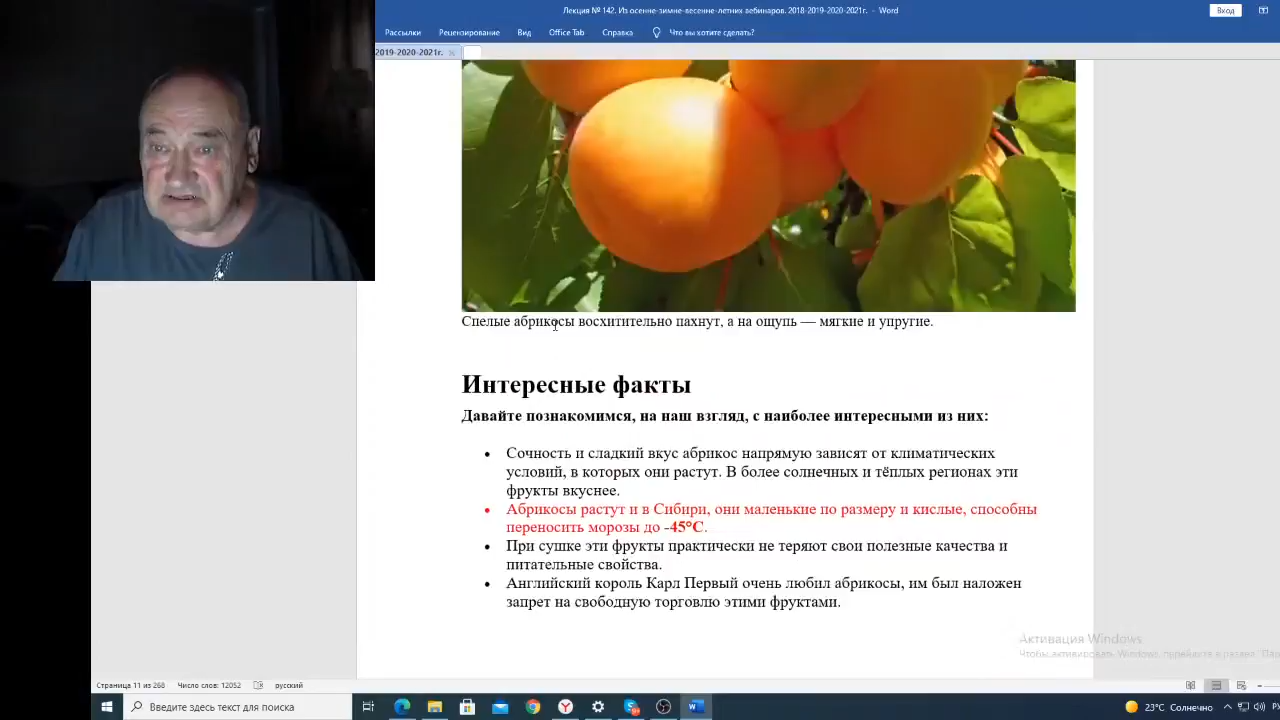 Лекция № 142. Из осенне-зимне-весенне-летних вебинаров. 2018-2019-2020-2021г. - Word
Вход
Рассылки Рецензирование Вид Office Tab Справка Что вы хотите сделать?
2019-2020-2021г.
Спелые абрикосы восхитительно пахнут, а на ощупь — мягкие и упругие.
Интересные факты
Давайте познакомимся, на наш взгляд, с наиболее интересными из них:
Сочность и сладкий вкус абрикос напрямую зависят от климатических
условий, в которых они растут. В более солнечных и тёплых регионах эти
фрукты вкуснее.
Абрикосы растут и в Сибири, они маленькие по размеру и кислые, способны
переносить морозы до -45°С.
При сушке эти фрукты практически не теряют свои полезные качества и
питательные свойства.
Английский король Карл Первый очень любил абрикосы, им был наложен
запрет на свободную торговлю этими фруктами.
Активация Windows
Чтобы активировать Windows, перейдите в раздел
Страница 11 из 268 Число слов: 12052 русский
Введите здесь текст для поиска
23°C Солнечно